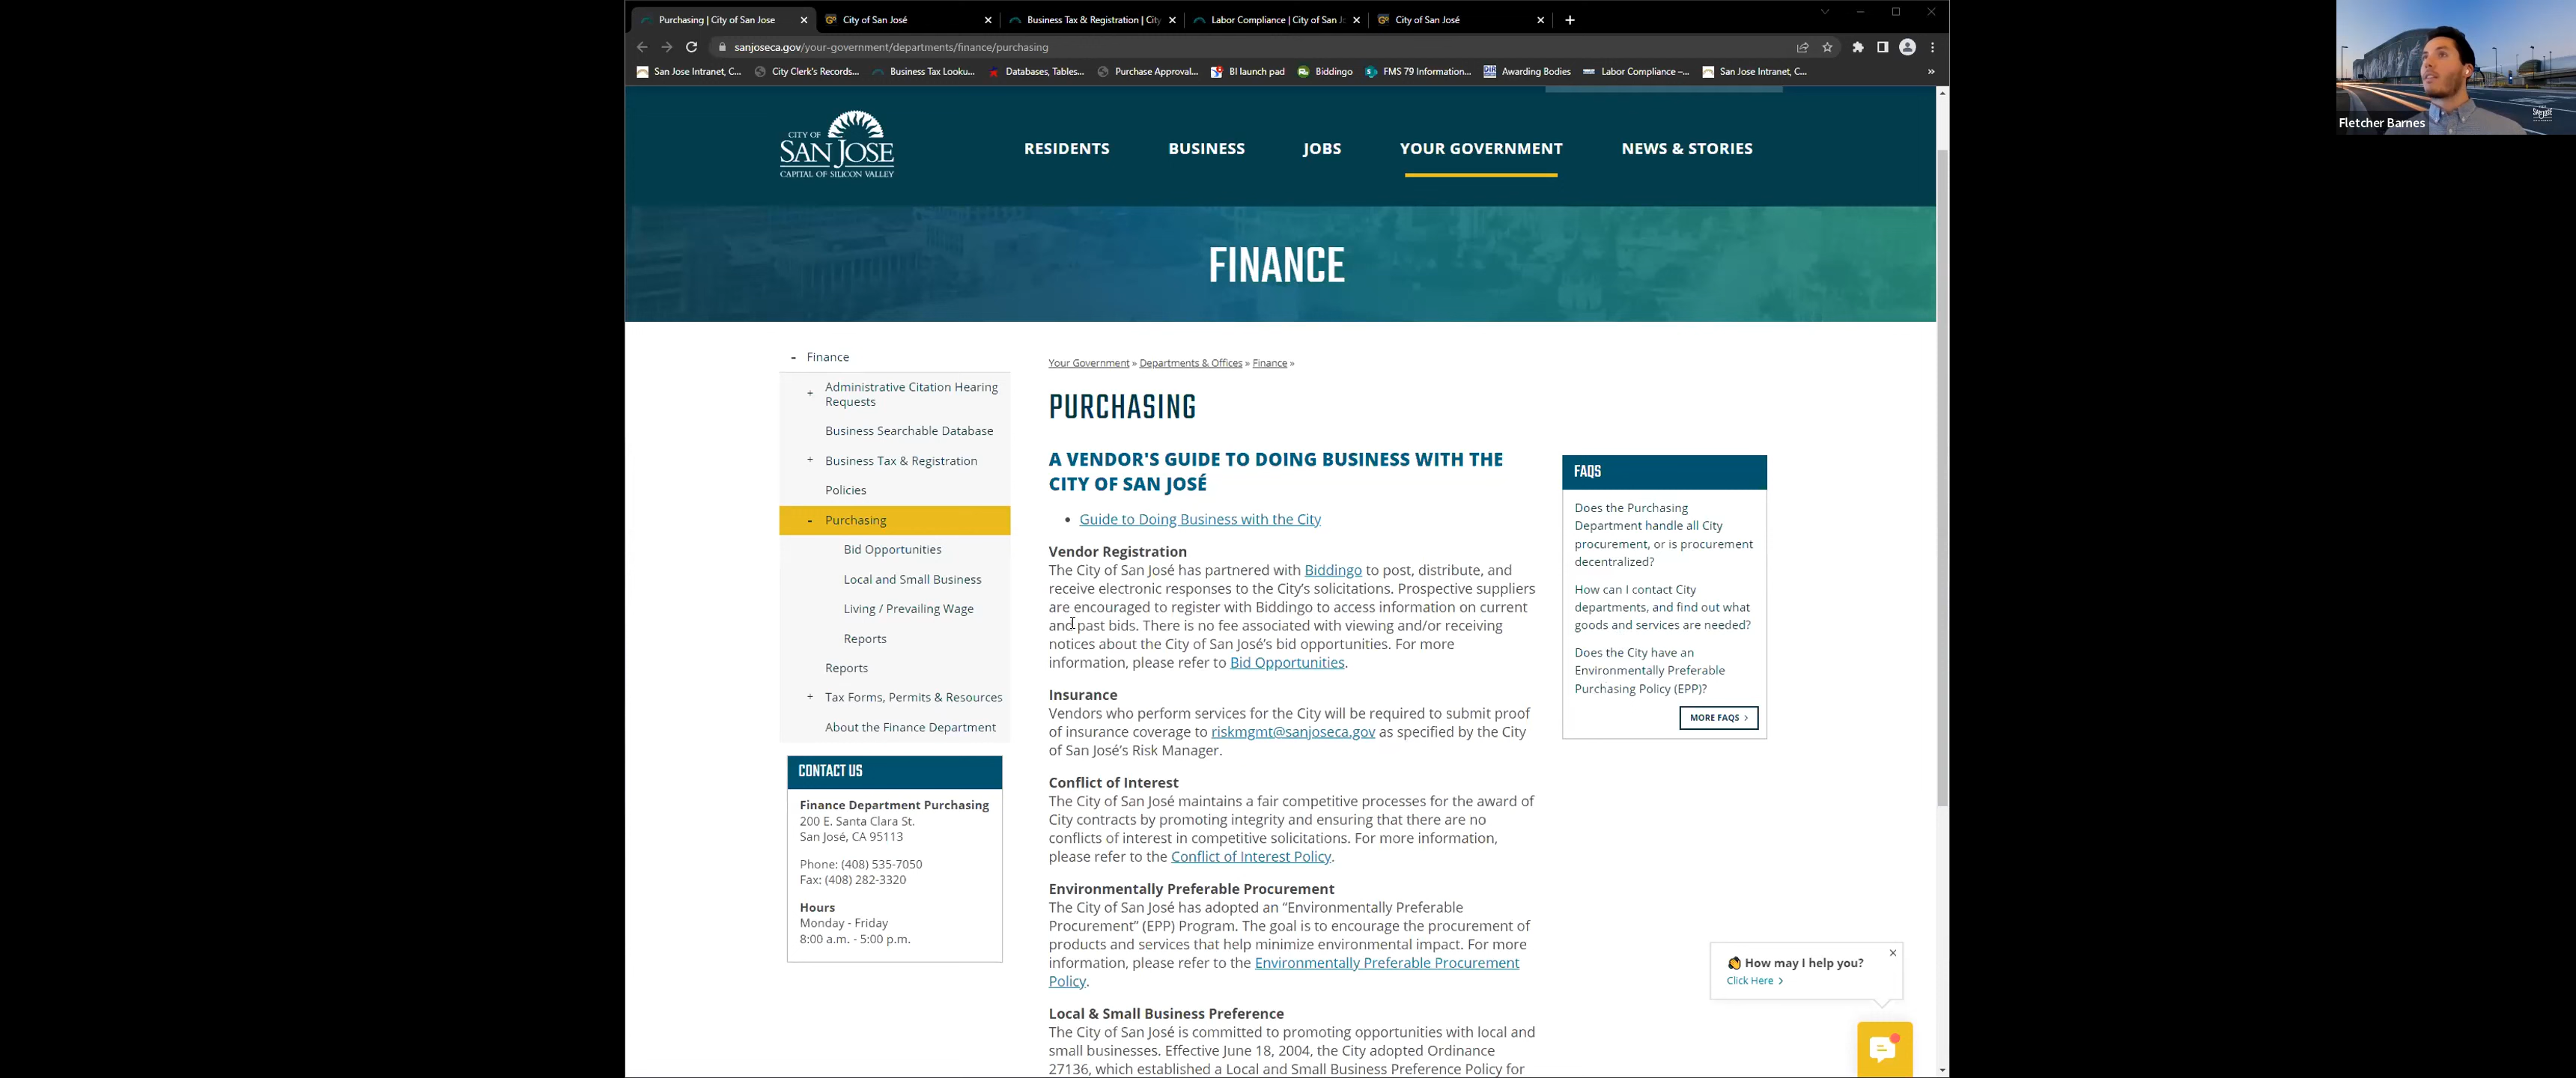 Purchasing | City of San Jose
City of San José
Business Tax & Registration | City
Labor Compliance | City of San Jo
City of San José
sanjoseca.gov/your-government/departments/finance/purchasing
San Jose Intranet, C...
City Clerk's Records...
Business Tax Looku...
Databases, Tables...
Purchase Approval...
BI launch pad
Biddingo
FMS 79 Information...
Awarding Bodies
Labor Compliance –...
San Jose Intranet, C...
»
Fletcher Barnes
CITY OF
SAN JOSE
CAPITAL OF SILICON VALLEY
RESIDENTS
BUSINESS
JOBS
YOUR GOVERNMENT
NEWS & STORIES
FINANCE
- Finance
+ Administrative Citation Hearing
Requests
Business Searchable Database
+ Business Tax & Registration
Policies
- Purchasing
Bid Opportunities
Local and Small Business
Living / Prevailing Wage
Reports
Reports
+ Tax Forms, Permits & Resources
About the Finance Department
CONTACT US
Finance Department Purchasing
200 E. Santa Clara St.
San José, CA 95113
Phone: (408) 535-7050
Fax: (408) 282-3320
Hours
Monday - Friday
8:00 a.m. - 5:00 p.m.
Your Government » Departments & Offices » Finance »
PURCHASING
A VENDOR'S GUIDE TO DOING BUSINESS WITH THE
CITY OF SAN JOSÉ
• Guide to Doing Business with the City
Vendor Registration
The City of San José has partnered with Biddingo to post, distribute, and
receive electronic responses to the City's solicitations. Prospective suppliers
are encouraged to register with Biddingo to access information on current
and past bids. There is no fee associated with viewing and/or receiving
notices about the City of San José's bid opportunities. For more
information, please refer to Bid Opportunities.
Insurance
Vendors who perform services for the City will be required to submit proof
of insurance coverage to riskmgmt@sanjoseca.gov as specified by the City
of San José's Risk Manager.
Conflict of Interest
The City of San José maintains a fair competitive processes for the award of
City contracts by promoting integrity and ensuring that there are no
conflicts of interest in competitive solicitations. For more information,
please refer to the Conflict of Interest Policy.
Environmentally Preferable Procurement
The City of San José has adopted an “Environmentally Preferable
Procurement” (EPP) Program. The goal is to encourage the procurement of
products and services that help minimize environmental impact. For more
information, please refer to the Environmentally Preferable Procurement
Policy.
Local & Small Business Preference
The City of San José is committed to promoting opportunities with local and
small businesses. Effective June 18, 2004, the City adopted Ordinance
27136, which established a Local and Small Business Preference Policy for
FAQS
Does the Purchasing
Department handle all City
procurement, or is procurement
decentralized?
How can I contact City
departments, and find out what
goods and services are needed?
Does the City have an
Environmentally Preferable
Purchasing Policy (EPP)?
MORE FAQS >
How may I help you?
Click Here >